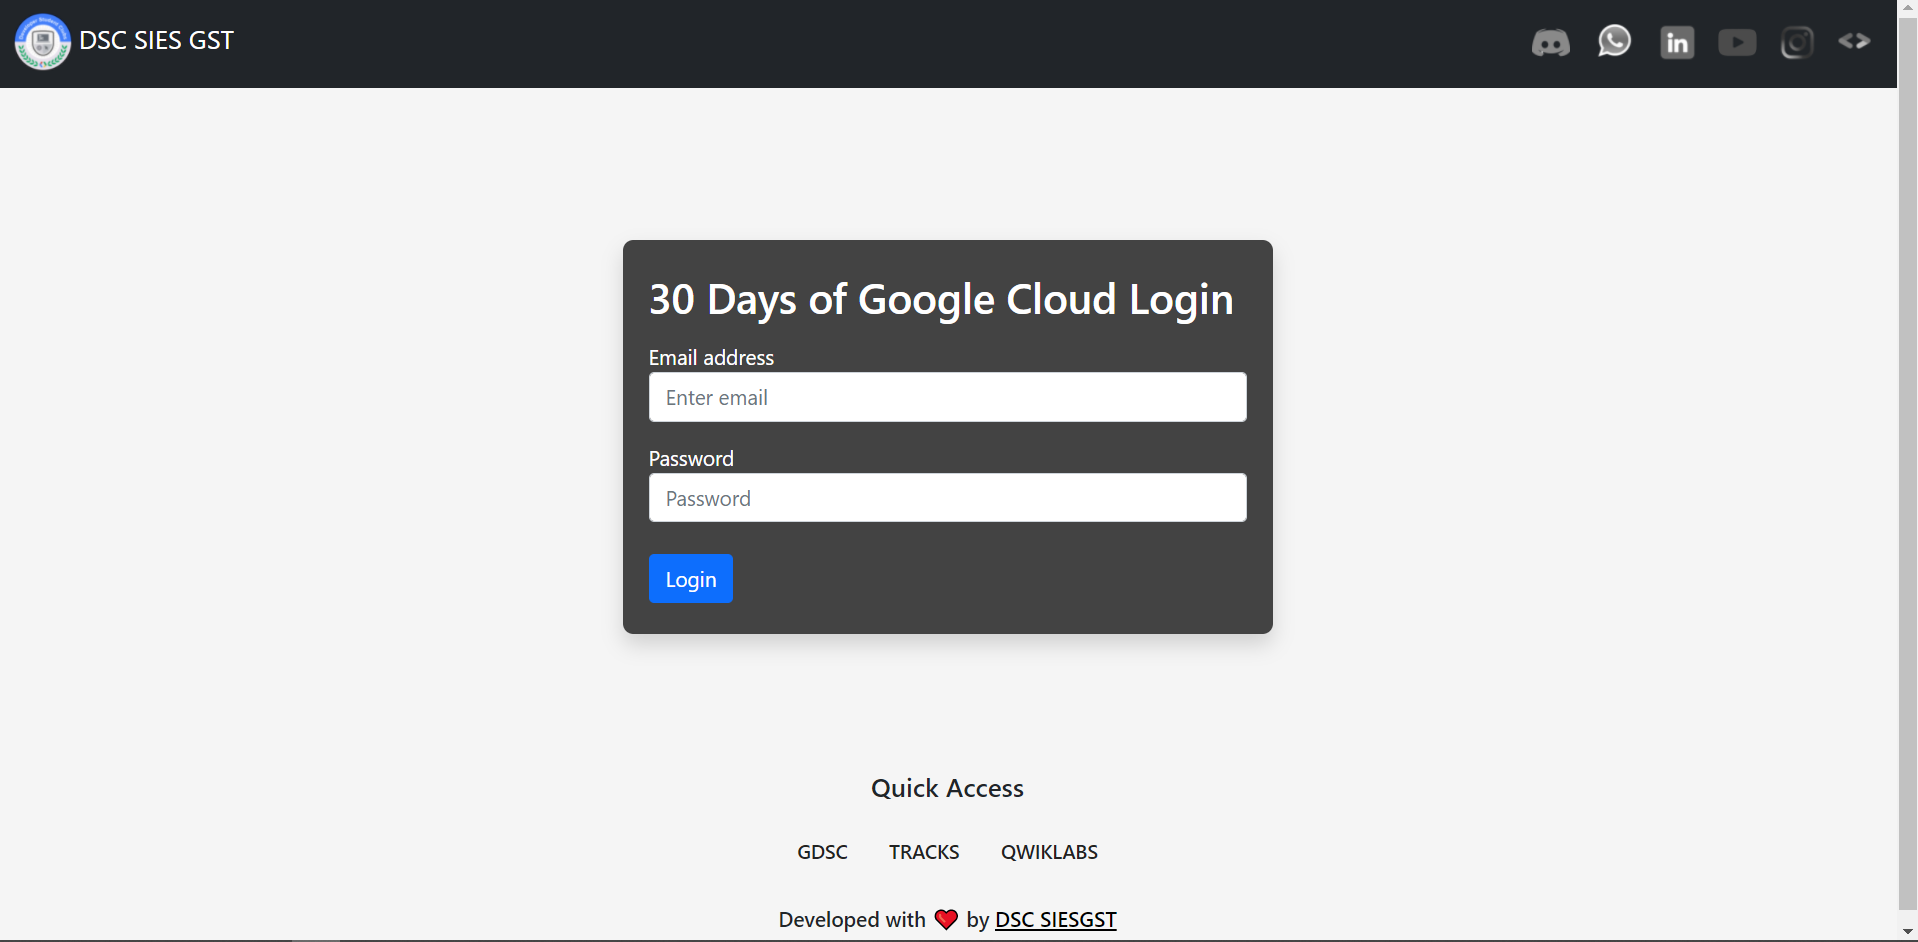 DSC SIES GST
30 Days of Google Cloud Login
Email address
Enter email
Password
Password
Login
Quick Access
GDSC TRACKS QWIKLABS
Developed with ❤️ by DSC SIESGST